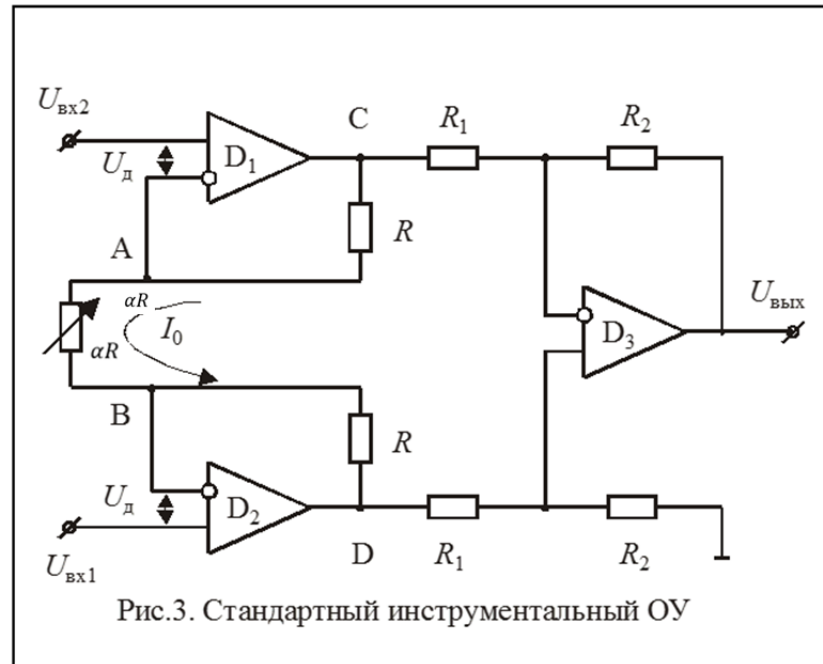 Uвх2
C
R1
R2
Uд
D1
A
R
αR
I0
αR
Uвых
D3
B
R
Uд
D2
Uвх1
D
R1
R2
Рис.3. Стандартный инструментальный ОУ